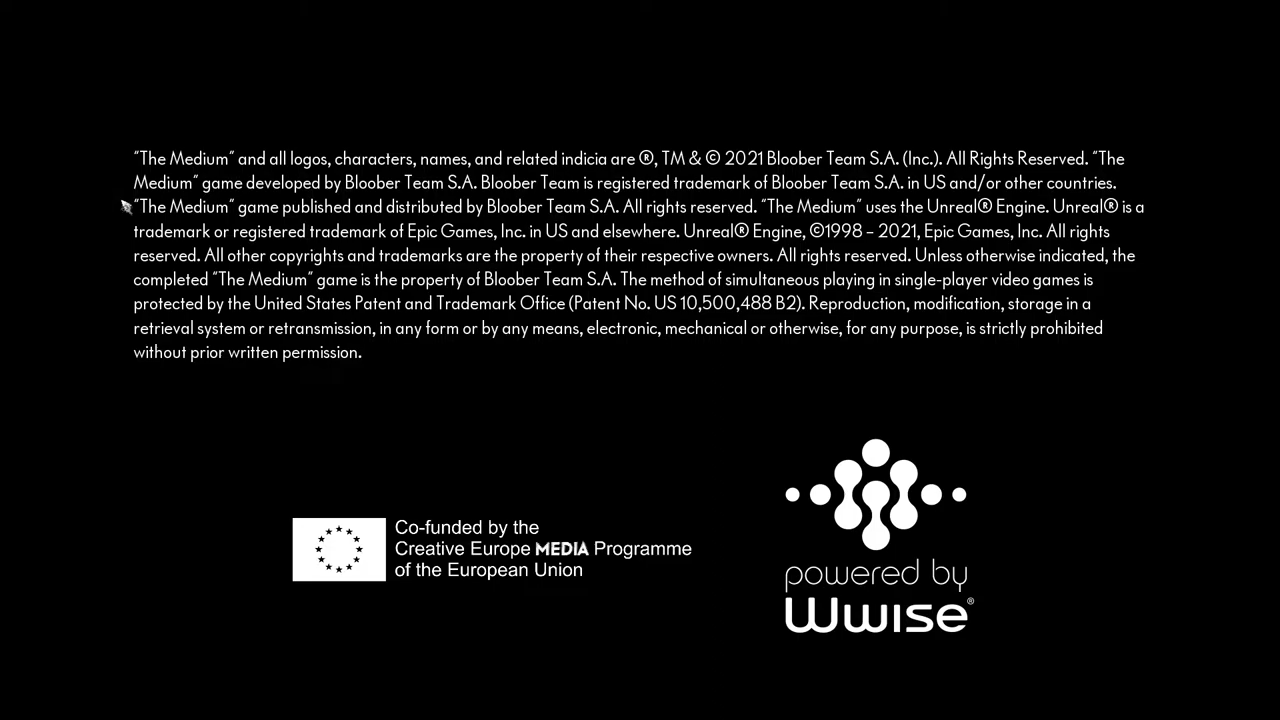 "The Medium" and all logos, characters, names, and related indicia are ®, TM & © 2021 Bloober Team S.A. (Inc.). All Rights Reserved. "The
Medium" game developed by Bloober Team S.A. Bloober Team is registered trademark of Bloober Team S.A. in US and/or other countries.
"The Medium" game published and distributed by Bloober Team S.A. All rights reserved. "The Medium" uses the Unreal® Engine. Unreal® is a
trademark or registered trademark of Epic Games, Inc. in US and elsewhere. Unreal® Engine, ©1998 – 2021, Epic Games, Inc. All rights
reserved. All other copyrights and trademarks are the property of their respective owners. All rights reserved. Unless otherwise indicated, the
completed "The Medium" game is the property of Bloober Team S.A. The method of simultaneous playing in single-player video games is
protected by the United States Patent and Trademark Office (Patent No. US 10,500,488 B2). Reproduction, modification, storage in a
retrieval system or retransmission, in any form or by any means, electronic, mechanical or otherwise, for any purpose, is strictly prohibited
without prior written permission.
Co-funded by the
Creative Europe MEDIA Programme
of the European Union
powered by
Wwise®